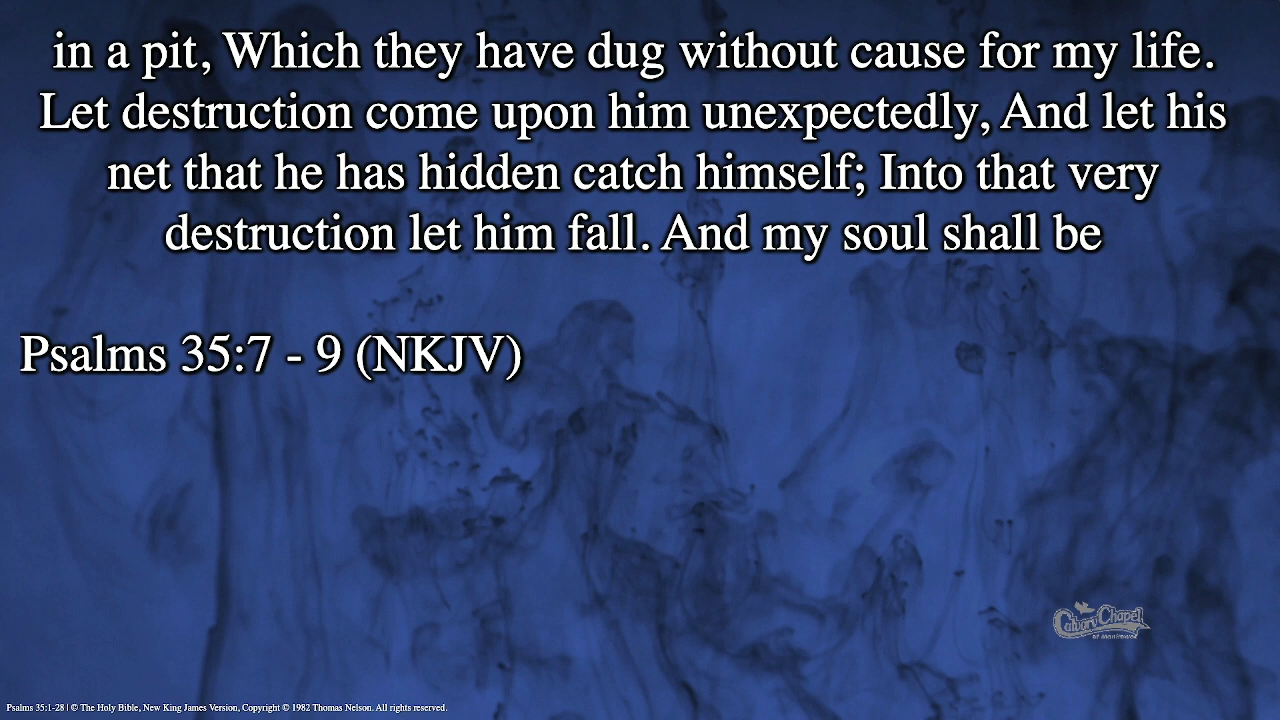 in a pit, Which they have dug without cause for my life.
Let destruction come upon him unexpectedly, And let his
net that he has hidden catch himself; Into that very
destruction let him fall. And my soul shall be
Psalms 35:7 - 9 (NKJV)
Calvary Chapel
of Manitowoc
Psalms 35:1-28 | © The Holy Bible, New King James Version, Copyright © 1982 Thomas Nelson. All rights reserved.